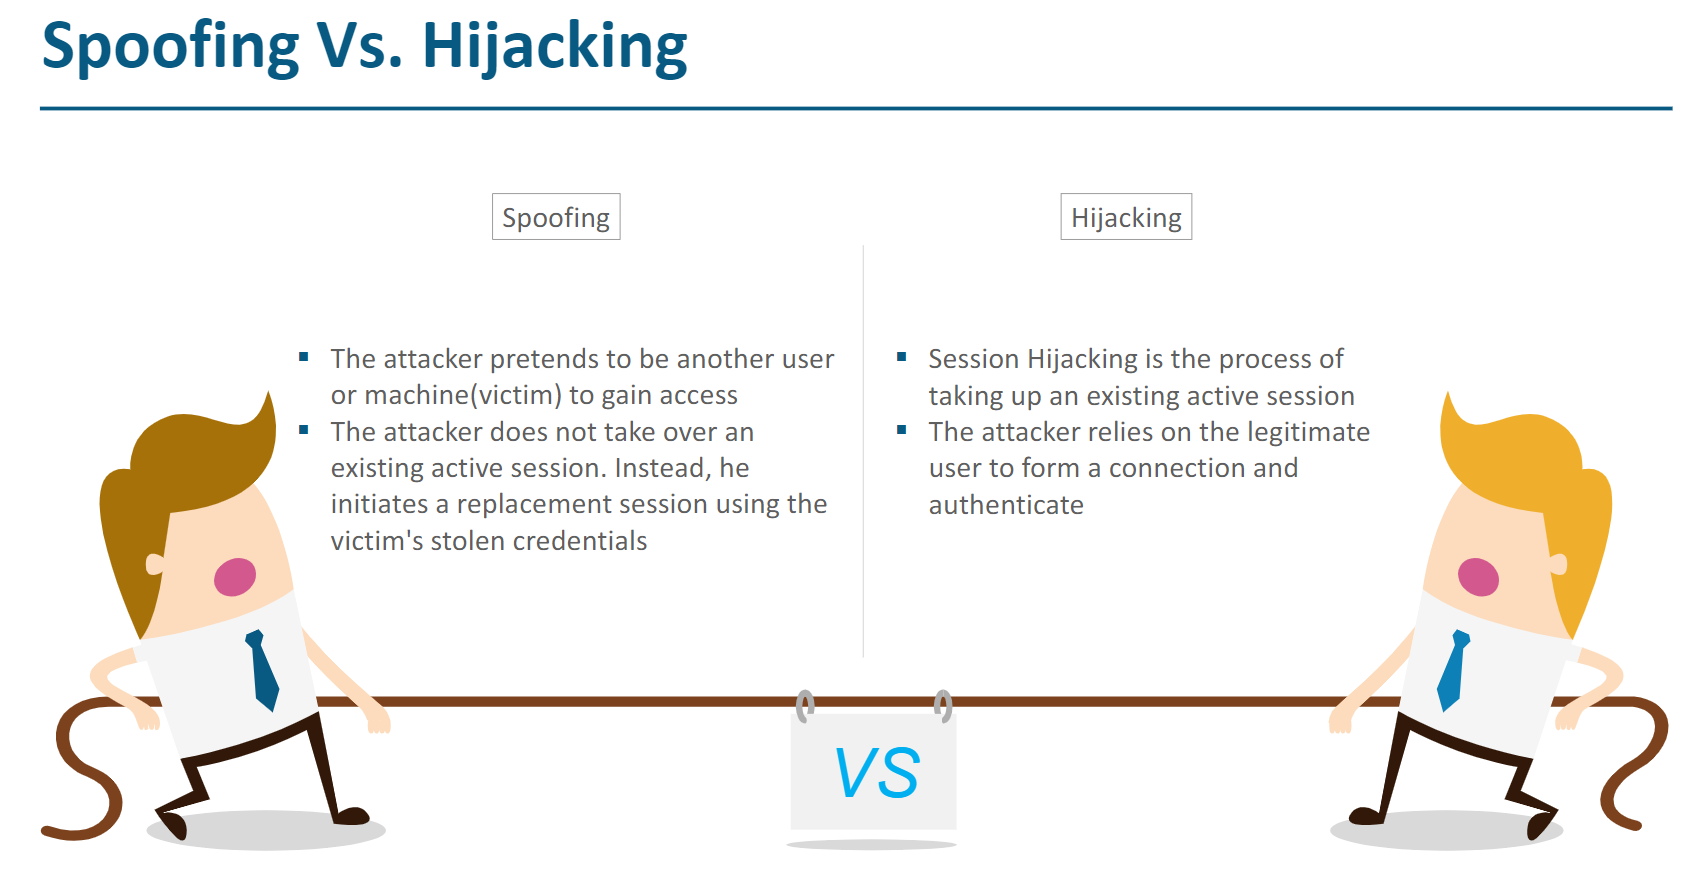 Spoofing Vs. Hijacking
Spoofing
▪ The attacker pretends to be another user
or machine(victim) to gain access
▪ The attacker does not take over an
existing active session. Instead, he
initiates a replacement session using the
victim's stolen credentials
Hijacking
▪ Session Hijacking is the process of
taking up an existing active session
▪ The attacker relies on the legitimate
user to form a connection and
authenticate
VS